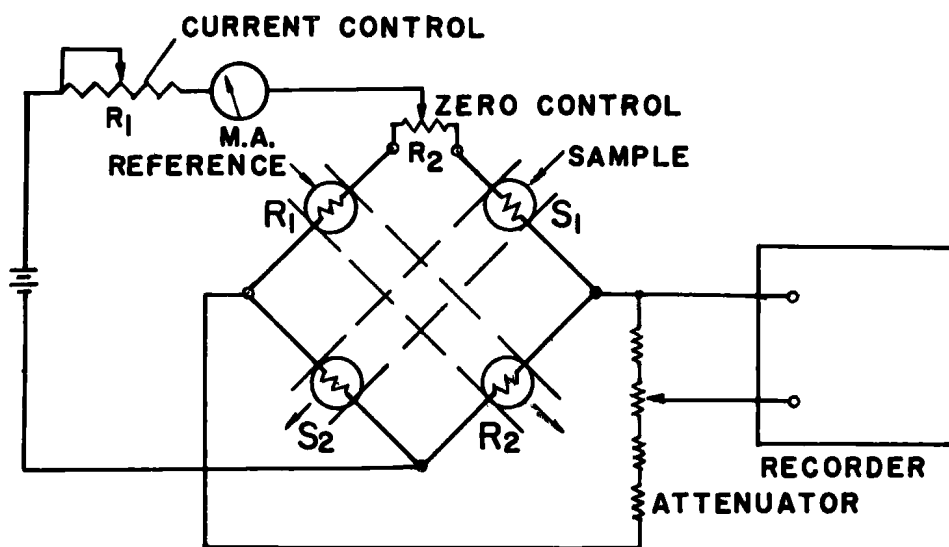 CURRENT CONTROL
R1
M.A.
ZERO CONTROL
R2
REFERENCE
SAMPLE
R1
S1
S2
R2
RECORDER
ATTENUATOR